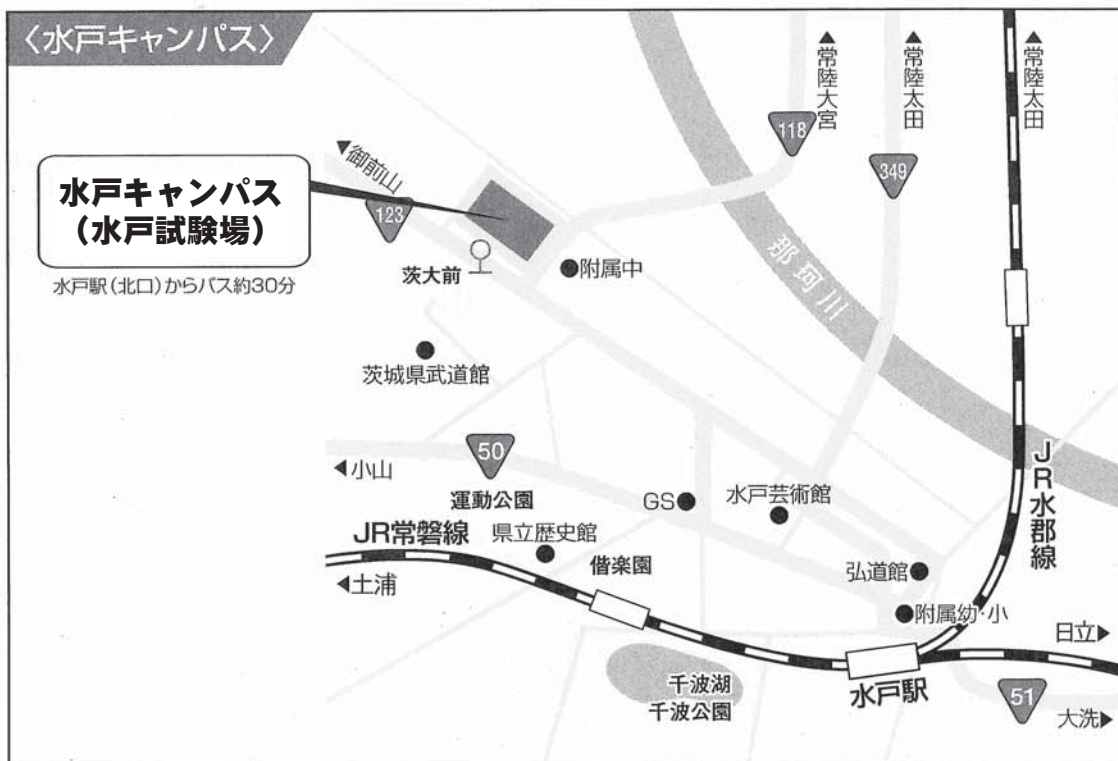 〈水戸キャンパス〉
▲常陸大宮
▲常陸太田
▲常陸太田
118
349
◀御前山
123
水戸キャンパス
(水戸試験場)
水戸駅(北口)からバス約30分
茨大前
●附属中
那珂川
茨城県武道館
50
◀小山
運動公園
GS●
水戸芸術館
JR水郡線
JR常磐線
県立歴史館
偕楽園
◀土浦
弘道館●
●附属幼・小
日立▶
千波湖
千波公園
水戸駅
51
大洗▶